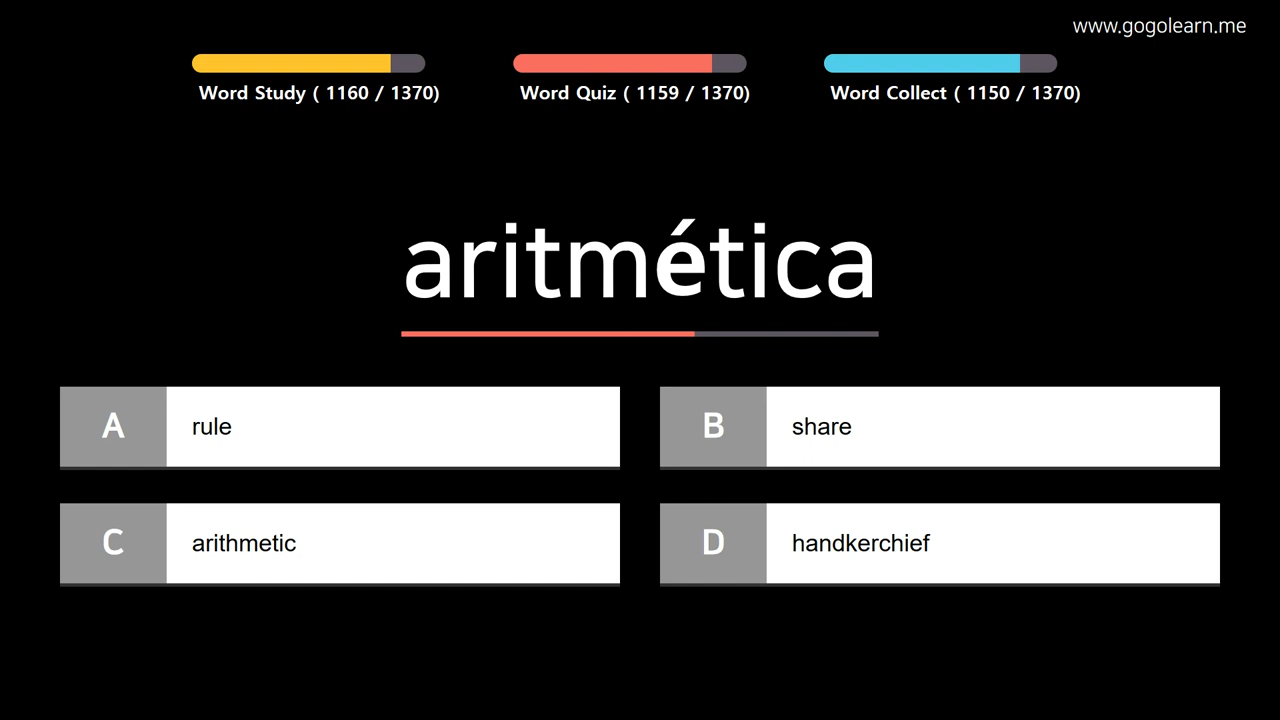 www.gogolearn.me
Word Study ( 1160 / 1370)
Word Quiz ( 1159 / 1370)
Word Collect ( 1150 / 1370)
aritmética
A rule
B share
C arithmetic
D handkerchief